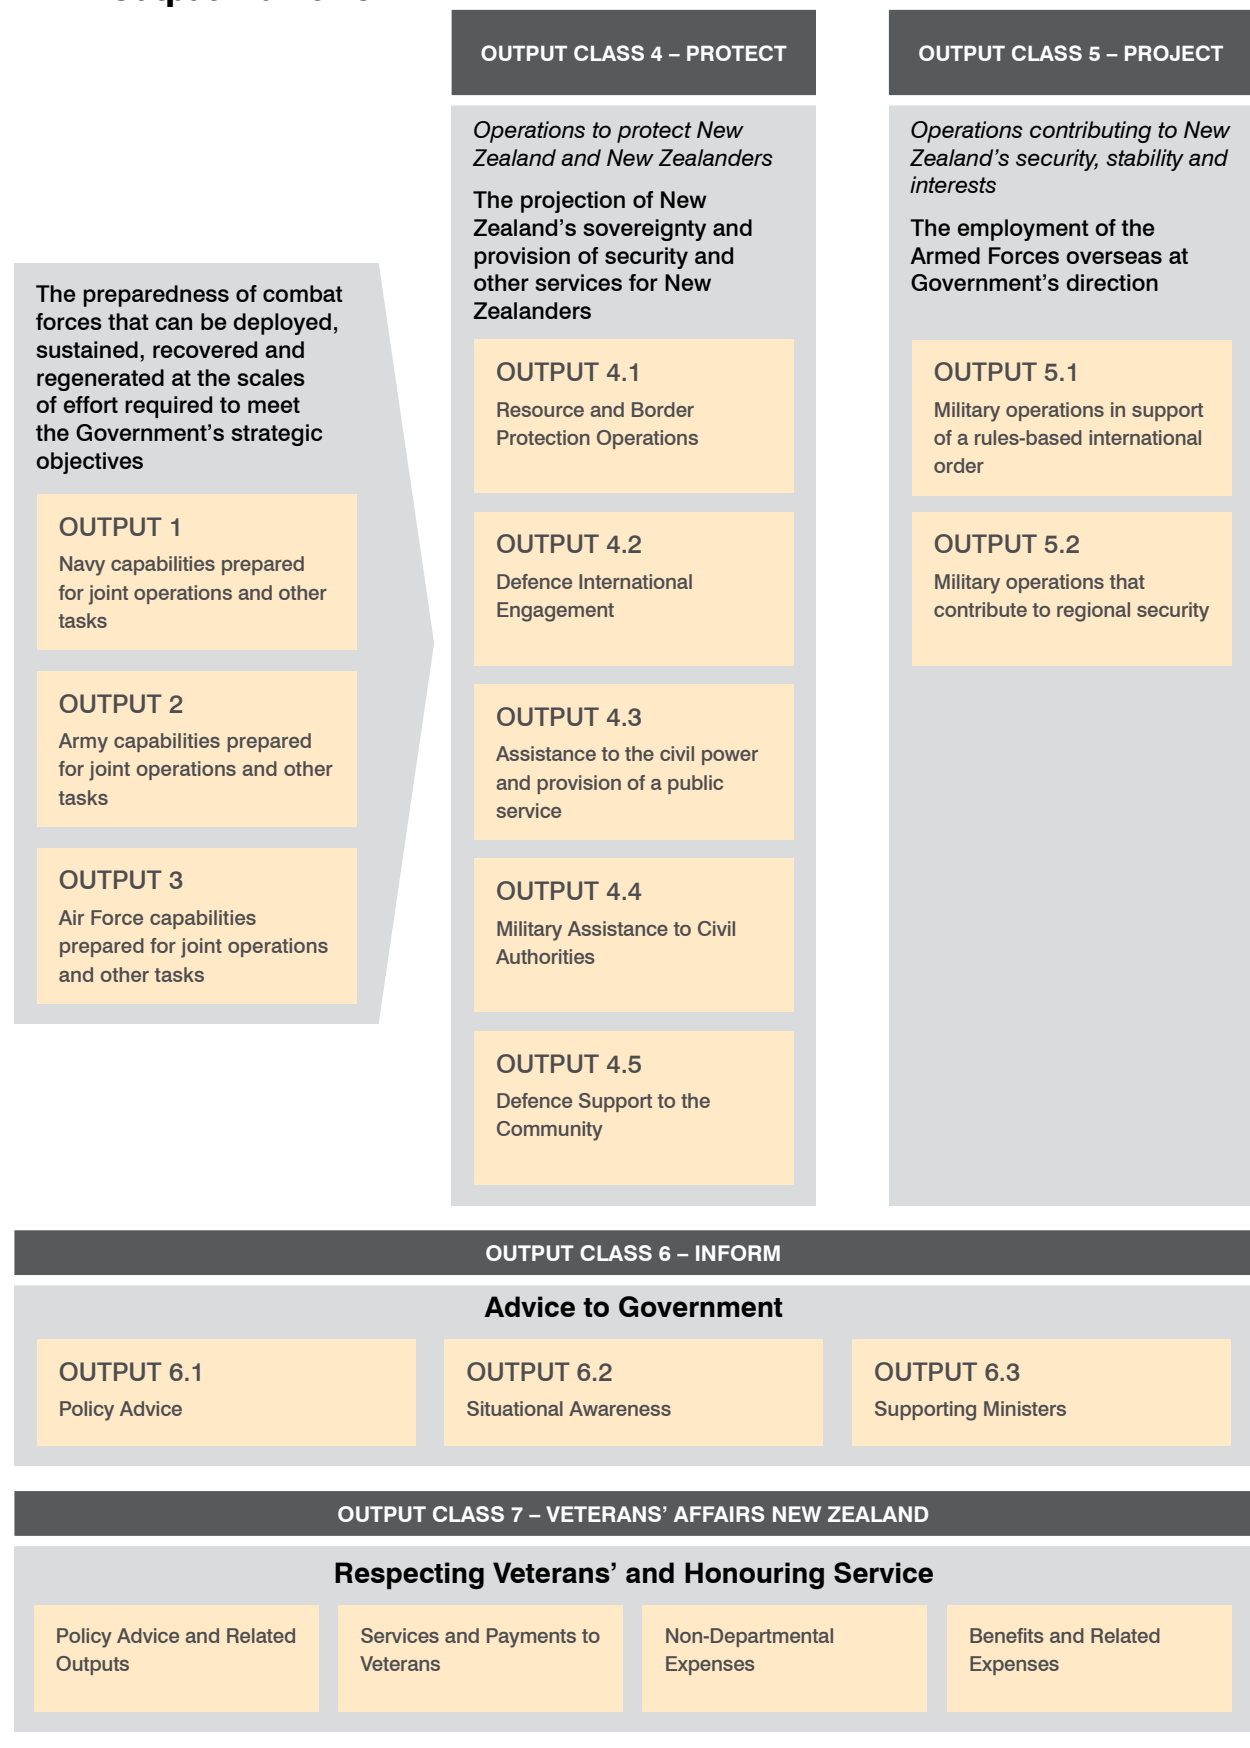 OUTPUT CLASS 4 – PROTECT
Operations to protect New
Zealand and New Zealanders
The projection of New
Zealand’s sovereignty and
provision of security and
other services for New
Zealanders
OUTPUT CLASS 5 – PROJECT
Operations contributing to New
Zealand’s security, stability and
interests
The employment of the
Armed Forces overseas at
Government’s direction
The preparedness of combat
forces that can be deployed,
sustained, recovered and
regenerated at the scales
of effort required to meet
the Government’s strategic
objectives
OUTPUT 1
Navy capabilities prepared
for joint operations and other
tasks
OUTPUT 2
Army capabilities prepared
for joint operations and other
tasks
OUTPUT 3
Air Force capabilities
prepared for joint operations
and other tasks
OUTPUT 4.1
Resource and Border
Protection Operations
OUTPUT 4.2
Defence International
Engagement
OUTPUT 4.3
Assistance to the civil power
and provision of a public
service
OUTPUT 4.4
Military Assistance to Civil
Authorities
OUTPUT 4.5
Defence Support to the
Community
OUTPUT 5.1
Military operations in support
of a rules-based international
order
OUTPUT 5.2
Military operations that
contribute to regional security
OUTPUT CLASS 6 – INFORM
Advice to Government
OUTPUT 6.1
Policy Advice
OUTPUT 6.2
Situational Awareness
OUTPUT 6.3
Supporting Ministers
OUTPUT CLASS 7 – VETERANS’ AFFAIRS NEW ZEALAND
Respecting Veterans’ and Honouring Service
Policy Advice and Related
Outputs
Services and Payments to
Veterans
Non-Departmental
Expenses
Benefits and Related
Expenses